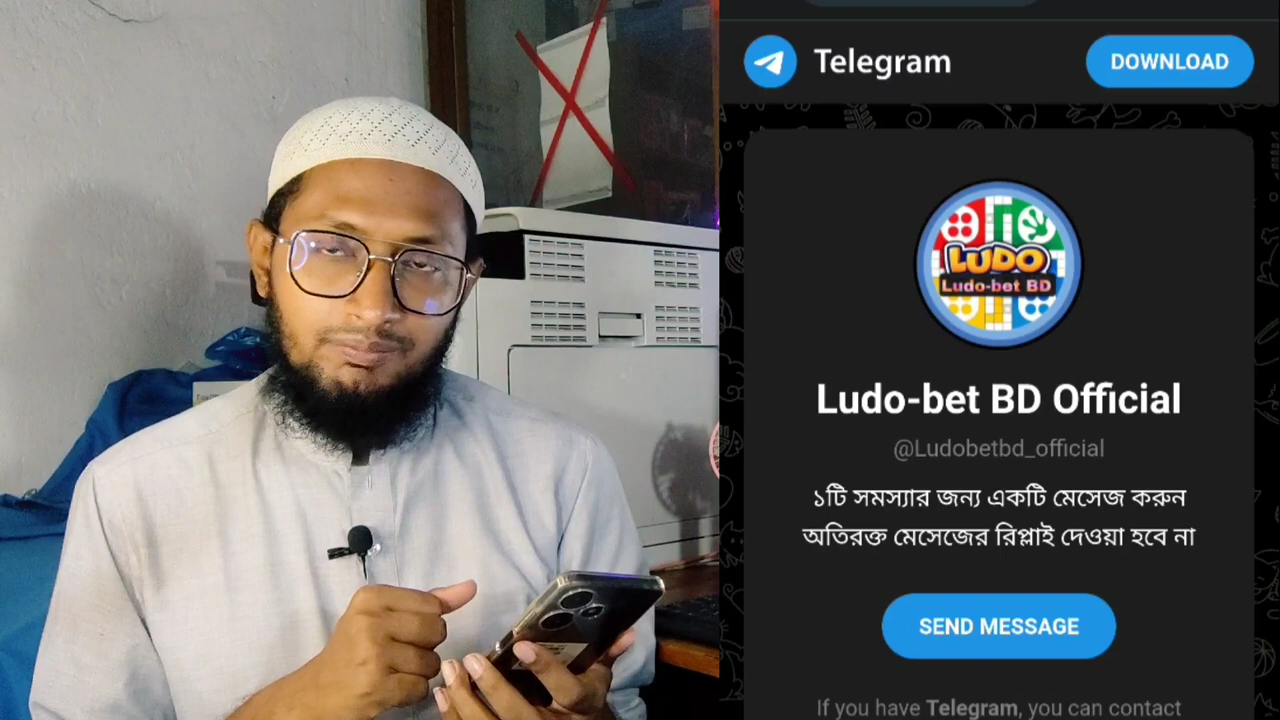 Telegram
DOWNLOAD
LUDO
Ludo-bet BD
Ludo-bet BD Official
@Ludobetbd_official
১টি সমস্যার জন্য একটি মেসেজ করুন
অতিরক্ত মেসেজের রিপ্লাই দেওয়া হবে না
SEND MESSAGE
If you have Telegram, you can contact